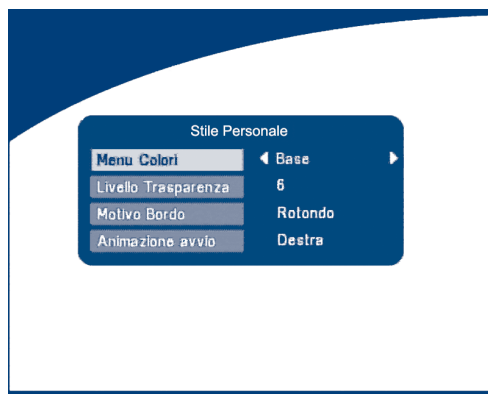 Stile Personale
Menu Colori Base
Livello Trasparenza 6
Motivo Bordo Rotondo
Animazione avvio Destra